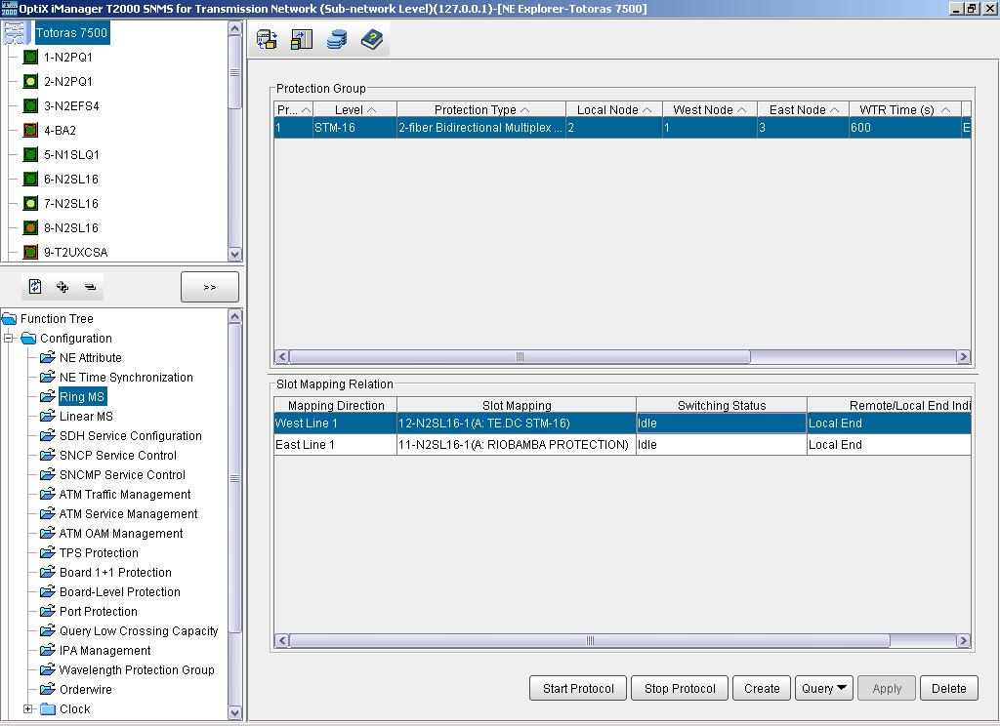 OptiX iManager T2000 SNMS for Transmission Network (Sub-network Level)(127.0.0.1)-[NE Explorer-Totoras 7500]
Totoras 7500
1-N2PQ1
2-N2PQ1
3-N2EFS4
4-BA2
5-N1SLQ1
6-N2SL16
7-N2SL16
8-N2SL16
9-T2UXCSA
>>
Function Tree
Configuration
NE Attribute
NE Time Synchronization
Ring MS
Linear MS
SDH Service Configuration
SNCP Service Control
SNCMP Service Control
ATM Traffic Management
ATM Service Management
ATM OAM Management
TPS Protection
Board 1+1 Protection
Board-Level Protection
Port Protection
Query Low Crossing Capacity
IPA Management
Wavelength Protection Group
Orderwire
Clock
Protection Group
Pr... Level Protection Type Local Node West Node East Node WTR Time (s)
1 STM-16 2-fiber Bidirectional Multiplex ... 2 1 3 600 E
Slot Mapping Relation
Mapping Direction Slot Mapping Switching Status Remote/Local End Indi
West Line 1 12-N2SL16-1(A: TE.DC STM-16) Idle Local End
East Line 1 11-N2SL16-1(A: RIOBAMBA PROTECTION) Idle Local End
Start Protocol Stop Protocol Create Query Apply Delete